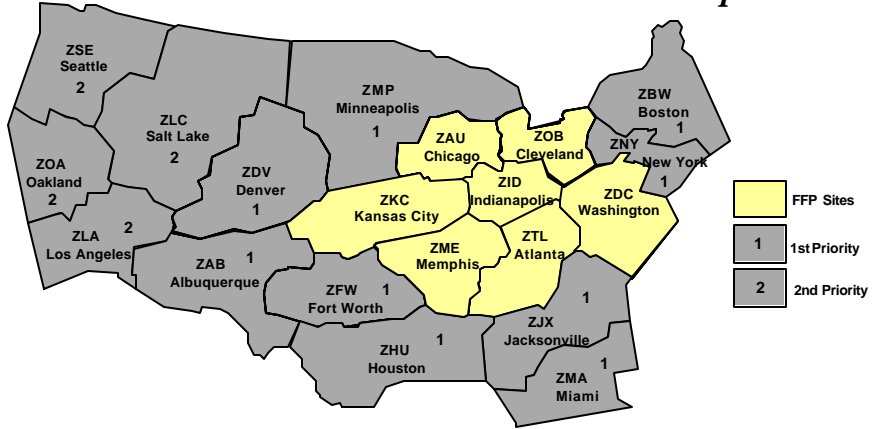 ZSE
Seattle
2
ZLC
Salt Lake
2
ZOA
Oakland
2
ZLA
2
Los Angeles
ZDV
Denver
1
ZMP
Minneapolis
1
ZAU
Chicago
ZOB
Cleveland
ZBW
Boston
1
ZNY
New York
1
ZKC
Kansas City
ZID
Indianapolis
ZDC
Washington
ZME
Memphis
ZTL
Atlanta
ZAB
1
Albuquerque
ZFW
1
Fort Worth
ZHU
1
Houston
1
ZJX
Jacksonville
ZMA
1
Miami
FFP Sites
1
1st Priority
2
2nd Priority